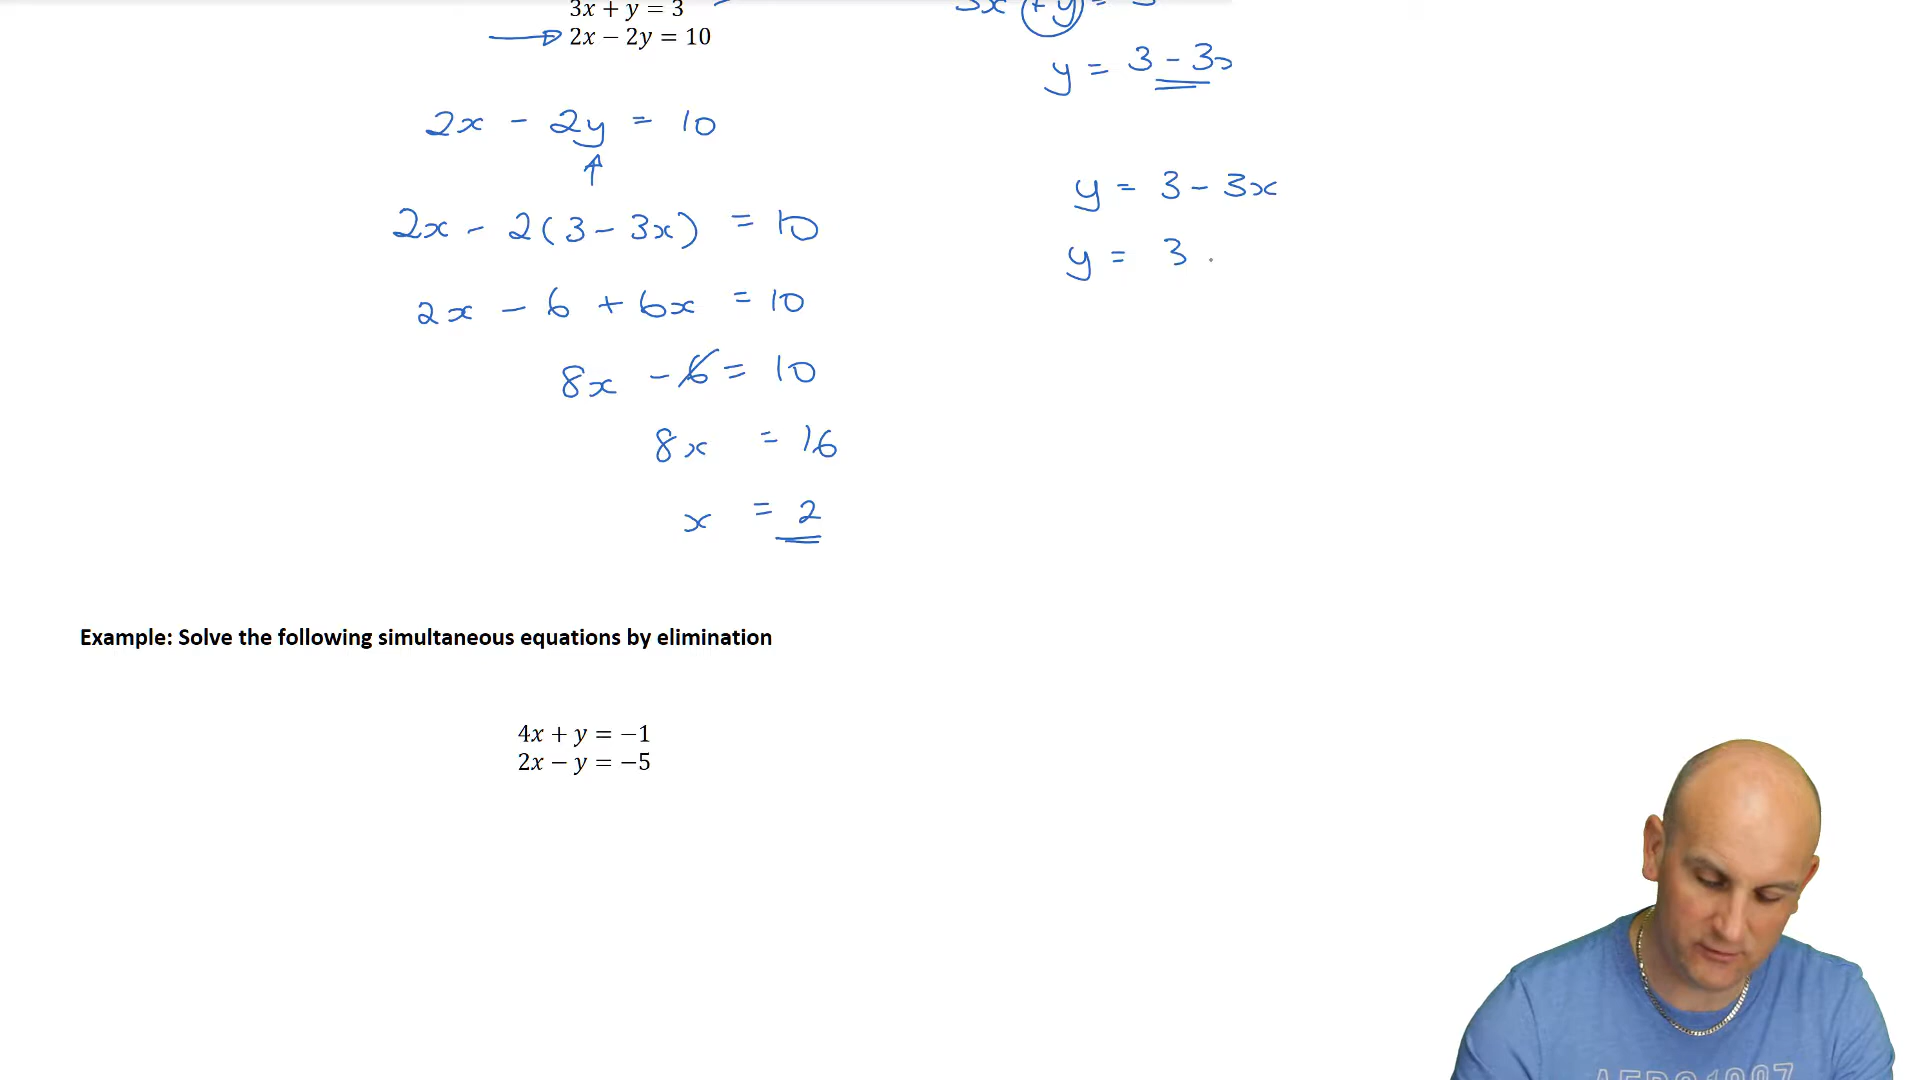 3x + y = 3
2x − 2y = 10
2x - 2y = 10
2x - 2(3 - 3x) = 10
2x - 6 + 6x = 10
8x - 6 = 10
8x = 16
x = 2
y = 3 - 3x
y = 3 - 3x
y = 3
Example: Solve the following simultaneous equations by elimination
4x + y = −1
2x − y = −5